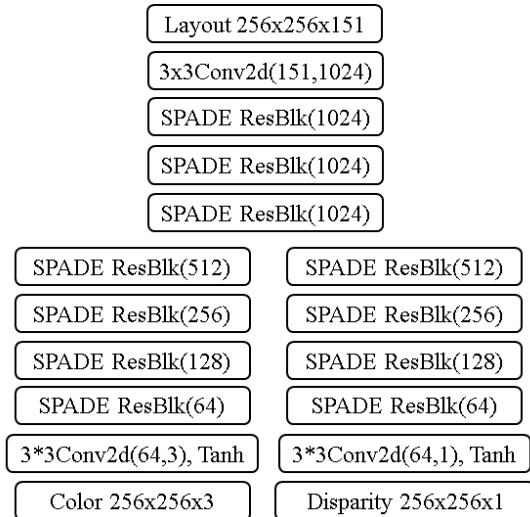 Layout 256x256x151
3x3Conv2d(151,1024)
SPADE ResBlk(1024)
SPADE ResBlk(1024)
SPADE ResBlk(1024)
SPADE ResBlk(512)
SPADE ResBlk(512)
SPADE ResBlk(256)
SPADE ResBlk(256)
SPADE ResBlk(128)
SPADE ResBlk(128)
SPADE ResBlk(64)
SPADE ResBlk(64)
3*3Conv2d(64,3), Tanh
3*3Conv2d(64,1), Tanh
Color 256x256x3
Disparity 256x256x1